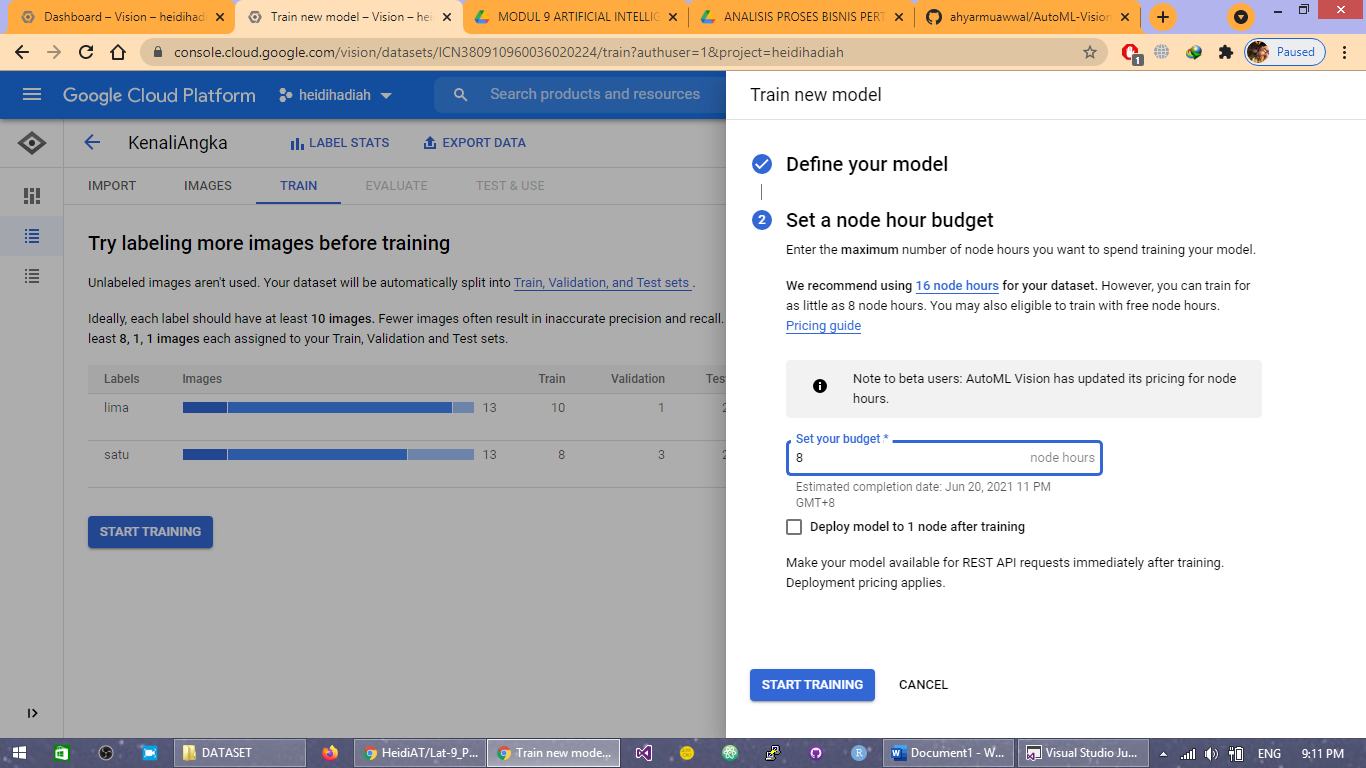 Dashboard – Vision – heidihad
Train new model – Vision – hei
MODUL 9 ARTIFICIAL INTELLIG
ANALISIS PROSES BISNIS PERT
ahyarmuawwal/AutoML-Vision
console.cloud.google.com/vision/datasets/ICN380910960036020224/train?authuser=1&project=heidihadiah
1
Paused
Google Cloud Platform
heidihadiah
Search products and resources
KenaliAngka
LABEL STATS
EXPORT DATA
IMPORT
IMAGES
TRAIN
EVALUATE
TEST & USE
Try labeling more images before training
Unlabeled images aren't used. Your dataset will be automatically split into Train, Validation, and Test sets .
Ideally, each label should have at least 10 images. Fewer images often result in inaccurate precision and recall.
least 8, 1, 1 images each assigned to your Train, Validation and Test sets.
Labels Images Train Validation Tes
lima 13 10 1 2
satu 13 8 3 2
START TRAINING
Train new model
Define your model
2 Set a node hour budget
Enter the maximum number of node hours you want to spend training your model.
We recommend using 16 node hours for your dataset. However, you can train for
as little as 8 node hours. You may also eligible to train with free node hours.
Pricing guide
Note to beta users: AutoML Vision has updated its pricing for node
hours.
Set your budget *
8 node hours
Estimated completion date: Jun 20, 2021 11 PM
GMT+8
Deploy model to 1 node after training
Make your model available for REST API requests immediately after training.
Deployment pricing applies.
START TRAINING
CANCEL
DATASET
HeidiAT/Lat-9_P...
Train new mode...
Document1 - W...
Visual Studio Ju...
ENG
9:11 PM